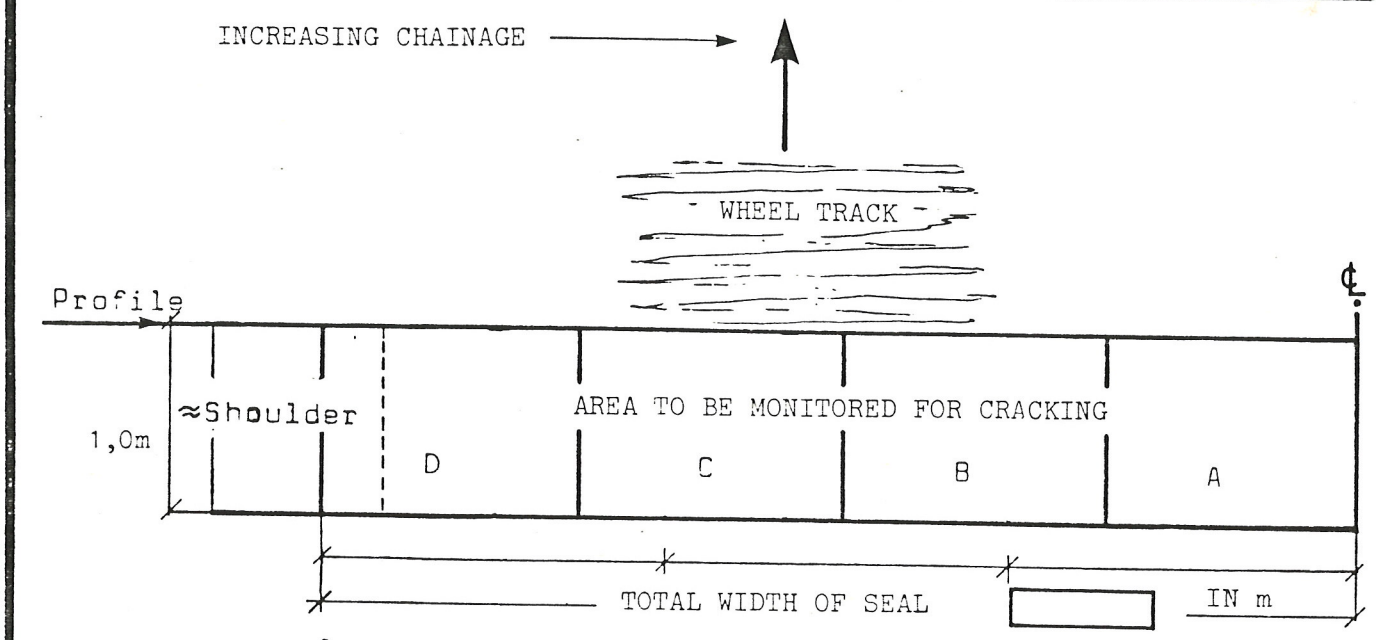 INCREASING CHAINAGE
WHEEL TRACK
℄
Profile
≈Shoulder
AREA TO BE MONITORED FOR CRACKING
1,0m
D C B A
TOTAL WIDTH OF SEAL IN m